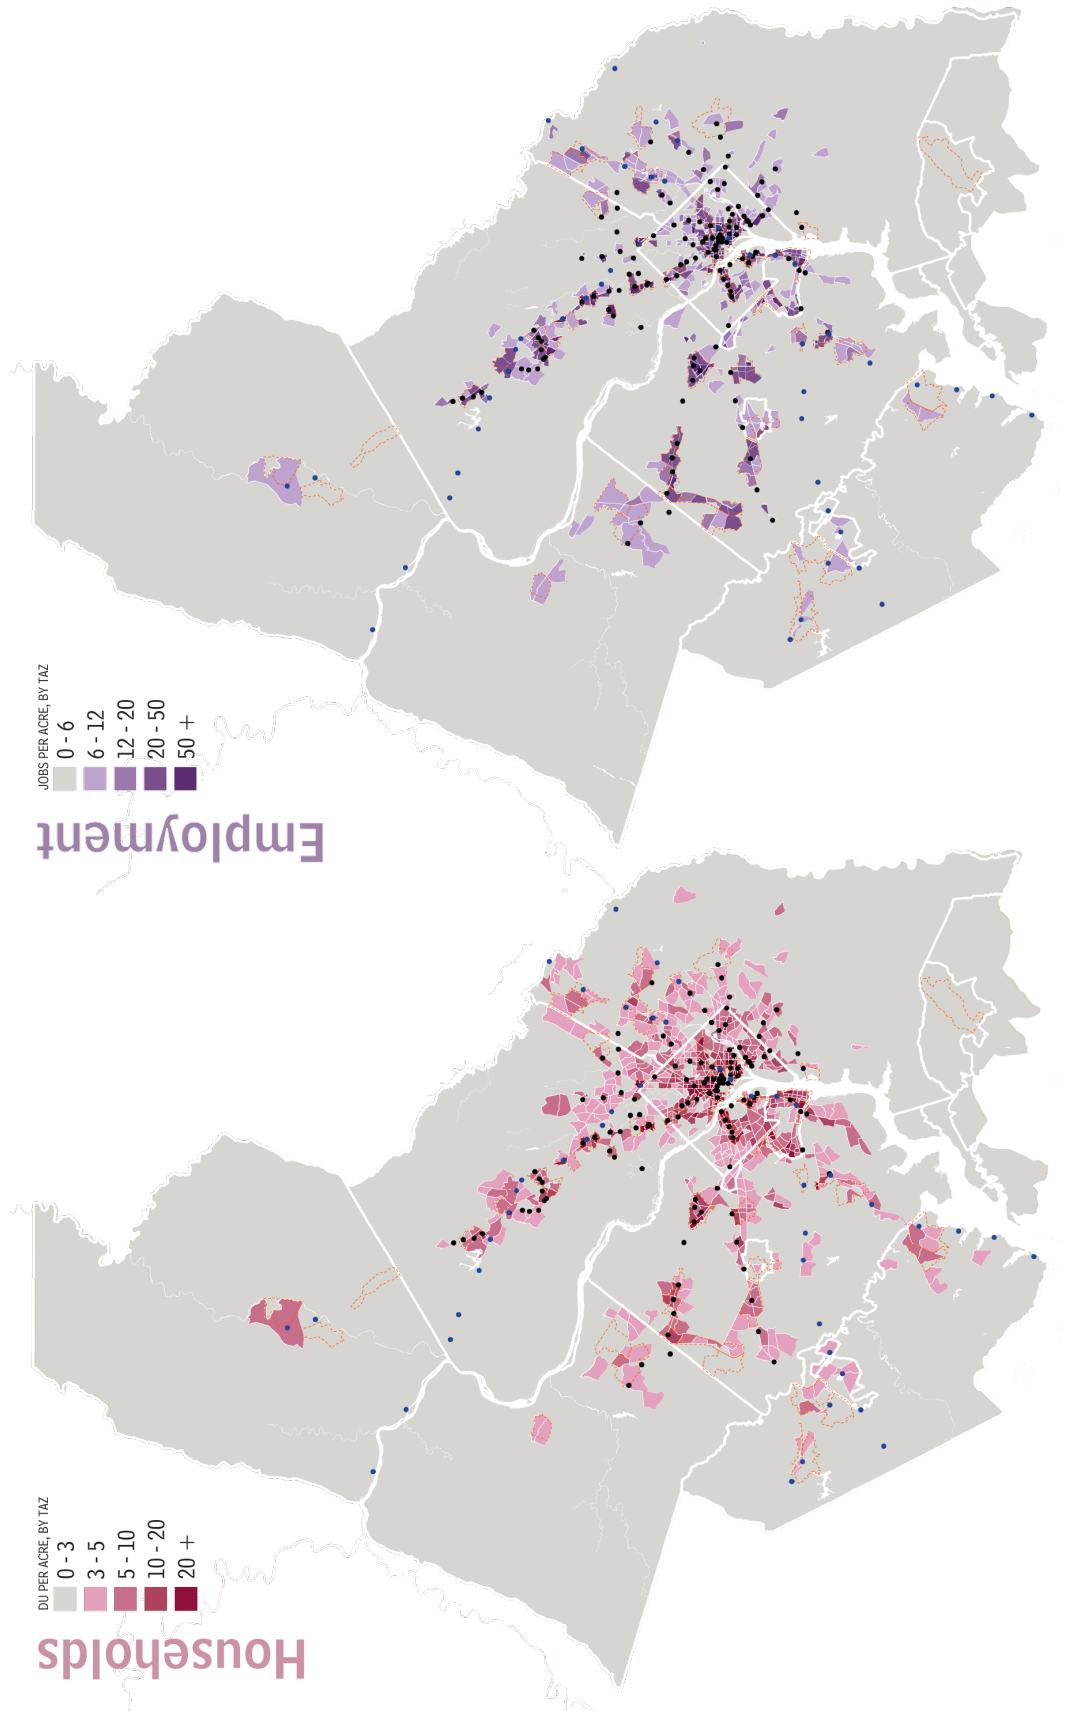 Employment
JOBS PER ACRE, BY TAZ
0 - 6
6 - 12
12 - 20
20 - 50
50 +
Households
DU PER ACRE, BY TAZ
0 - 3
3 - 5
5 - 10
10 - 20
20 +